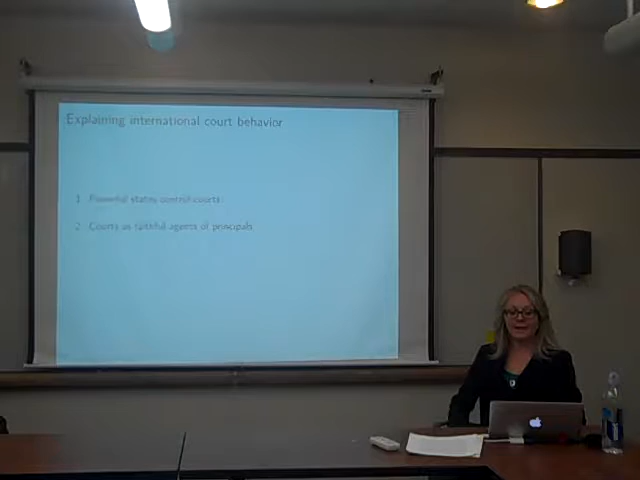 Explaining international court behavior
1 Powerful states control courts
2 Courts as faithful agents of principals